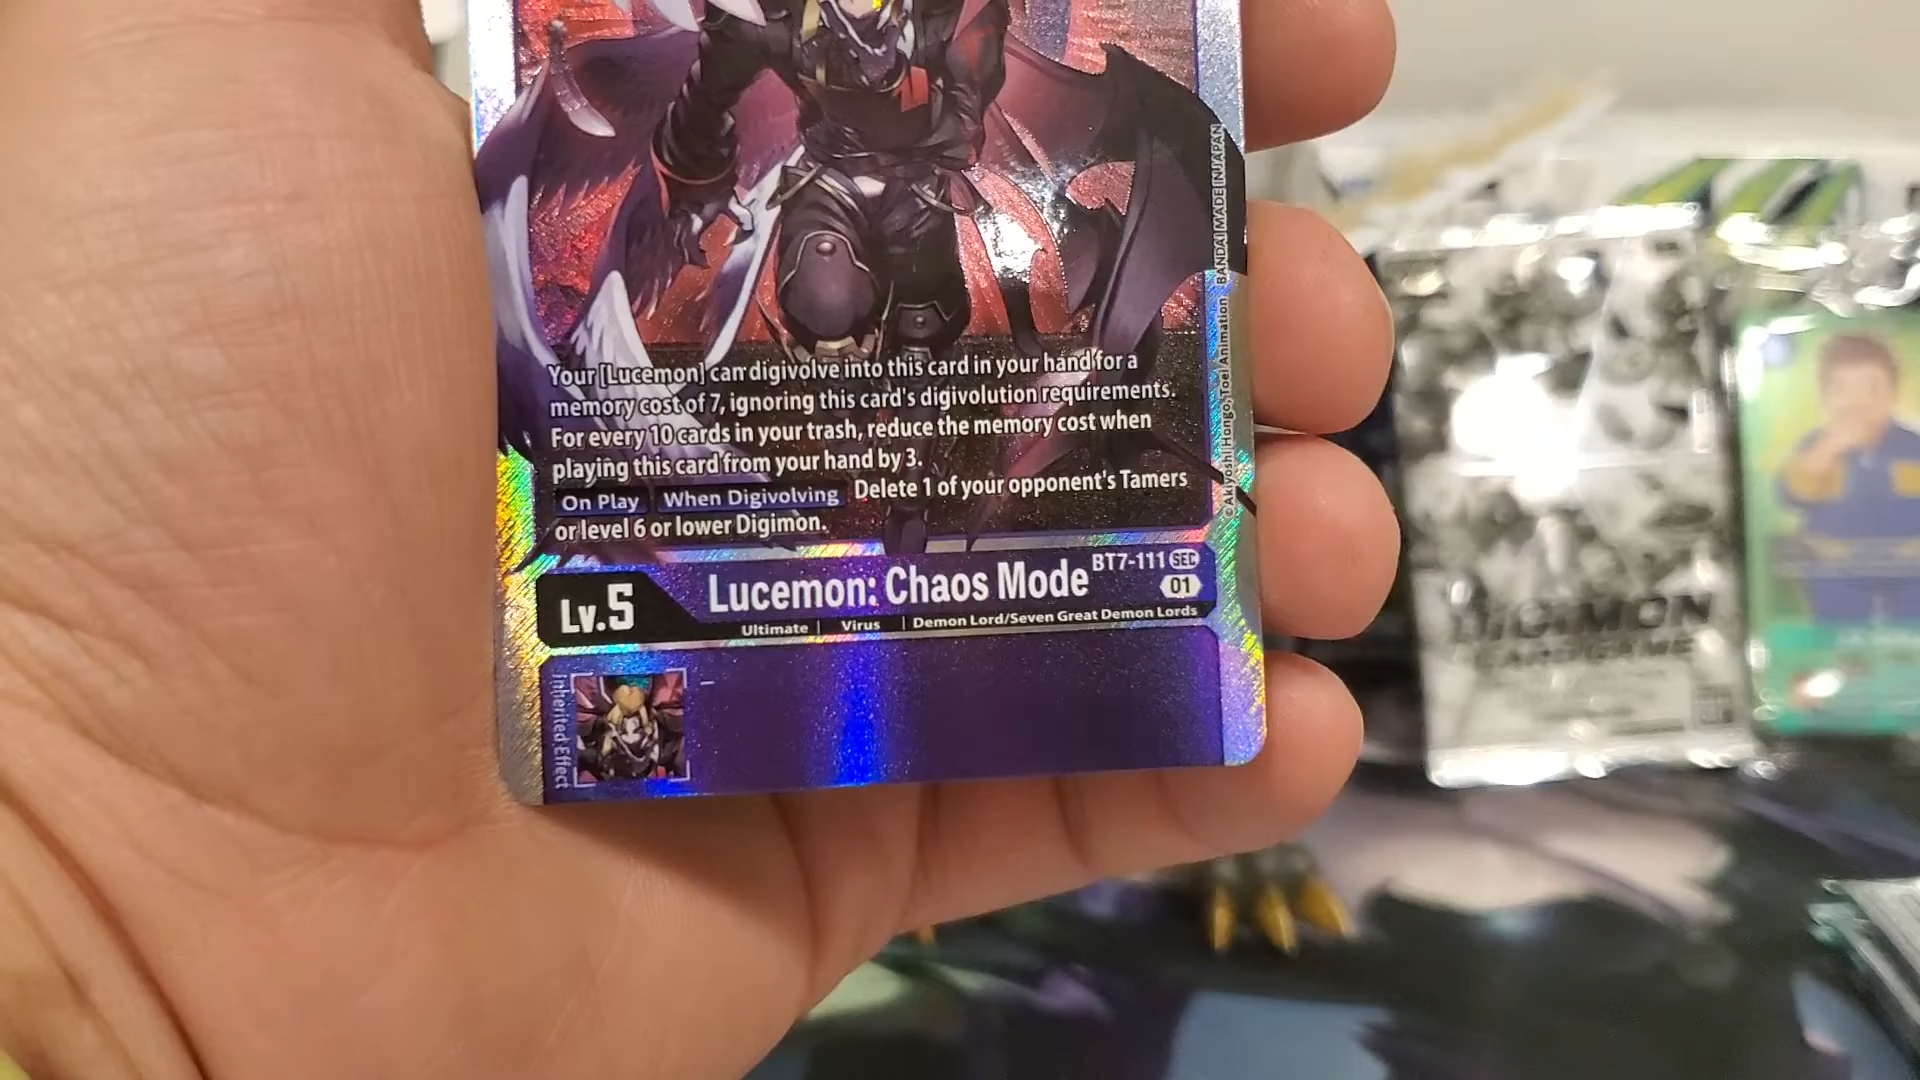 Your [Lucemon] can digivolve into this card in your hand for a
memory cost of 7, ignoring this card's digivolution requirements.
For every 10 cards in your trash, reduce the memory cost when
playing this card from your hand by 3.
On Play When Digivolving Delete 1 of your opponent's Tamers
or level 6 or lower Digimon.
BT7-111 SEC
Lv.5 Lucemon: Chaos Mode 01
Ultimate | Virus | Demon Lord/Seven Great Demon Lords
Inherited Effect
-
© Akiyoshi Hongo, Toei Animation BANDAI MADE IN JAPAN
DIGIMON
CARD GAME